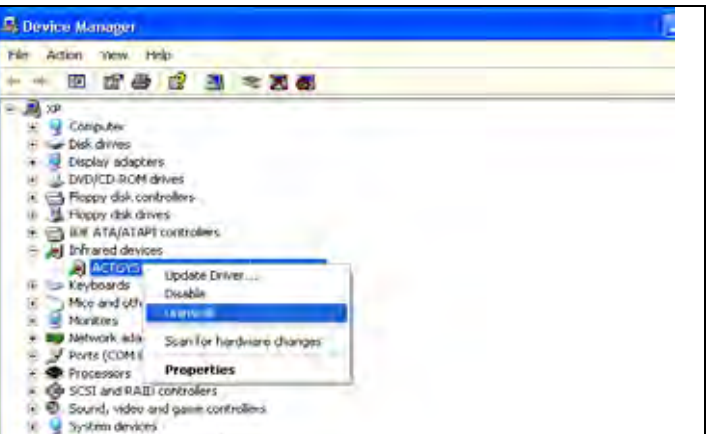 Device Manager
File Action View Help
XP
Computer
Disk drives
Display adapters
DVD/CD-ROM drives
Floppy disk controllers
Floppy disk drives
IDE ATA/ATAPI controllers
Infrared devices
ACTiSYS
Update Driver...
Keyboards
Disable
Mice and oth
Uninstall
Monitors
Network ada
Scan for hardware changes
Ports (COM
Processors
Properties
SCSI and RAID controllers
Sound, video and game controllers
System devices